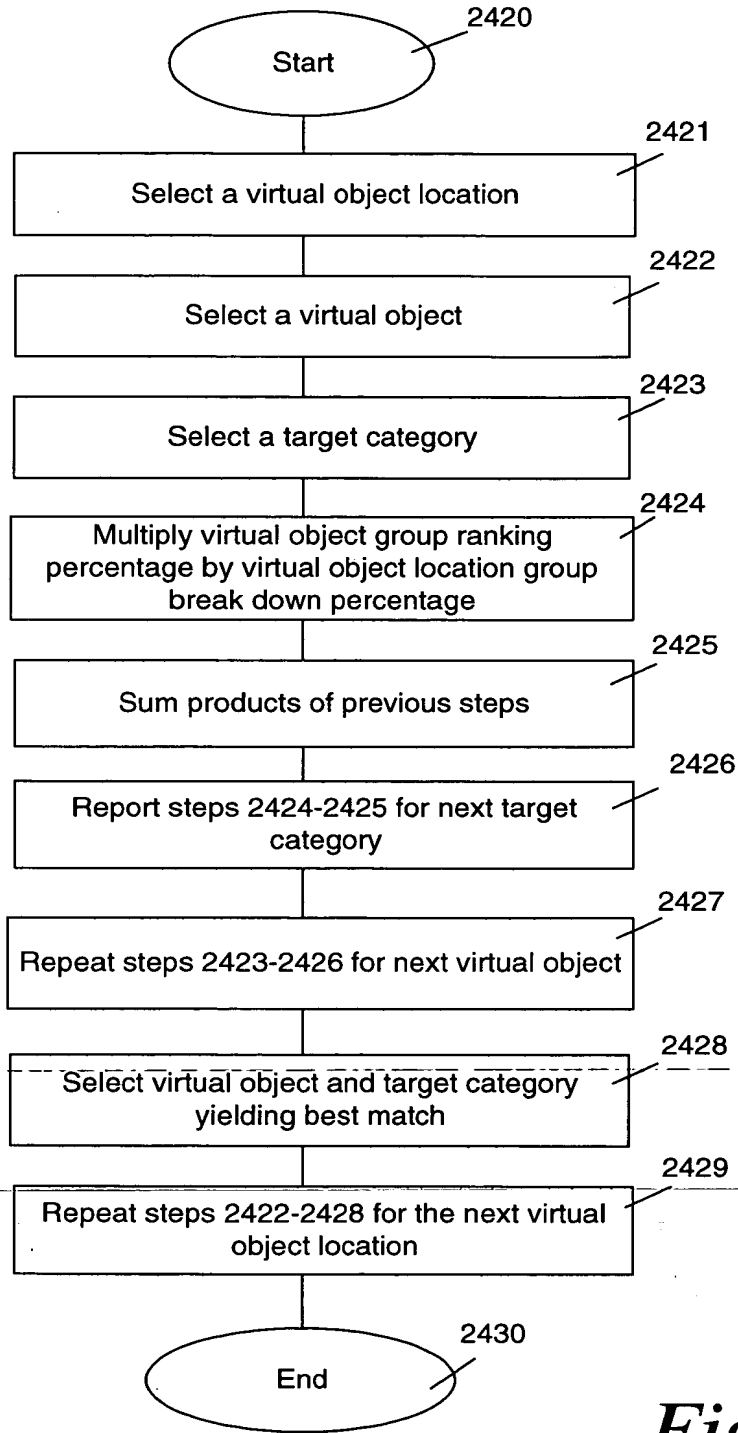 2420
Start
2421
Select a virtual object location
2422
Select a virtual object
2423
Select a target category
2424
Multiply virtual object group ranking
percentage by virtual object location group
break down percentage
2425
Sum products of previous steps
2426
Report steps 2424-2425 for next target
category
2427
Repeat steps 2423-2426 for next virtual object
2428
Select virtual object and target category
yielding best match
2429
Repeat steps 2422-2428 for the next virtual
object location
2430
End